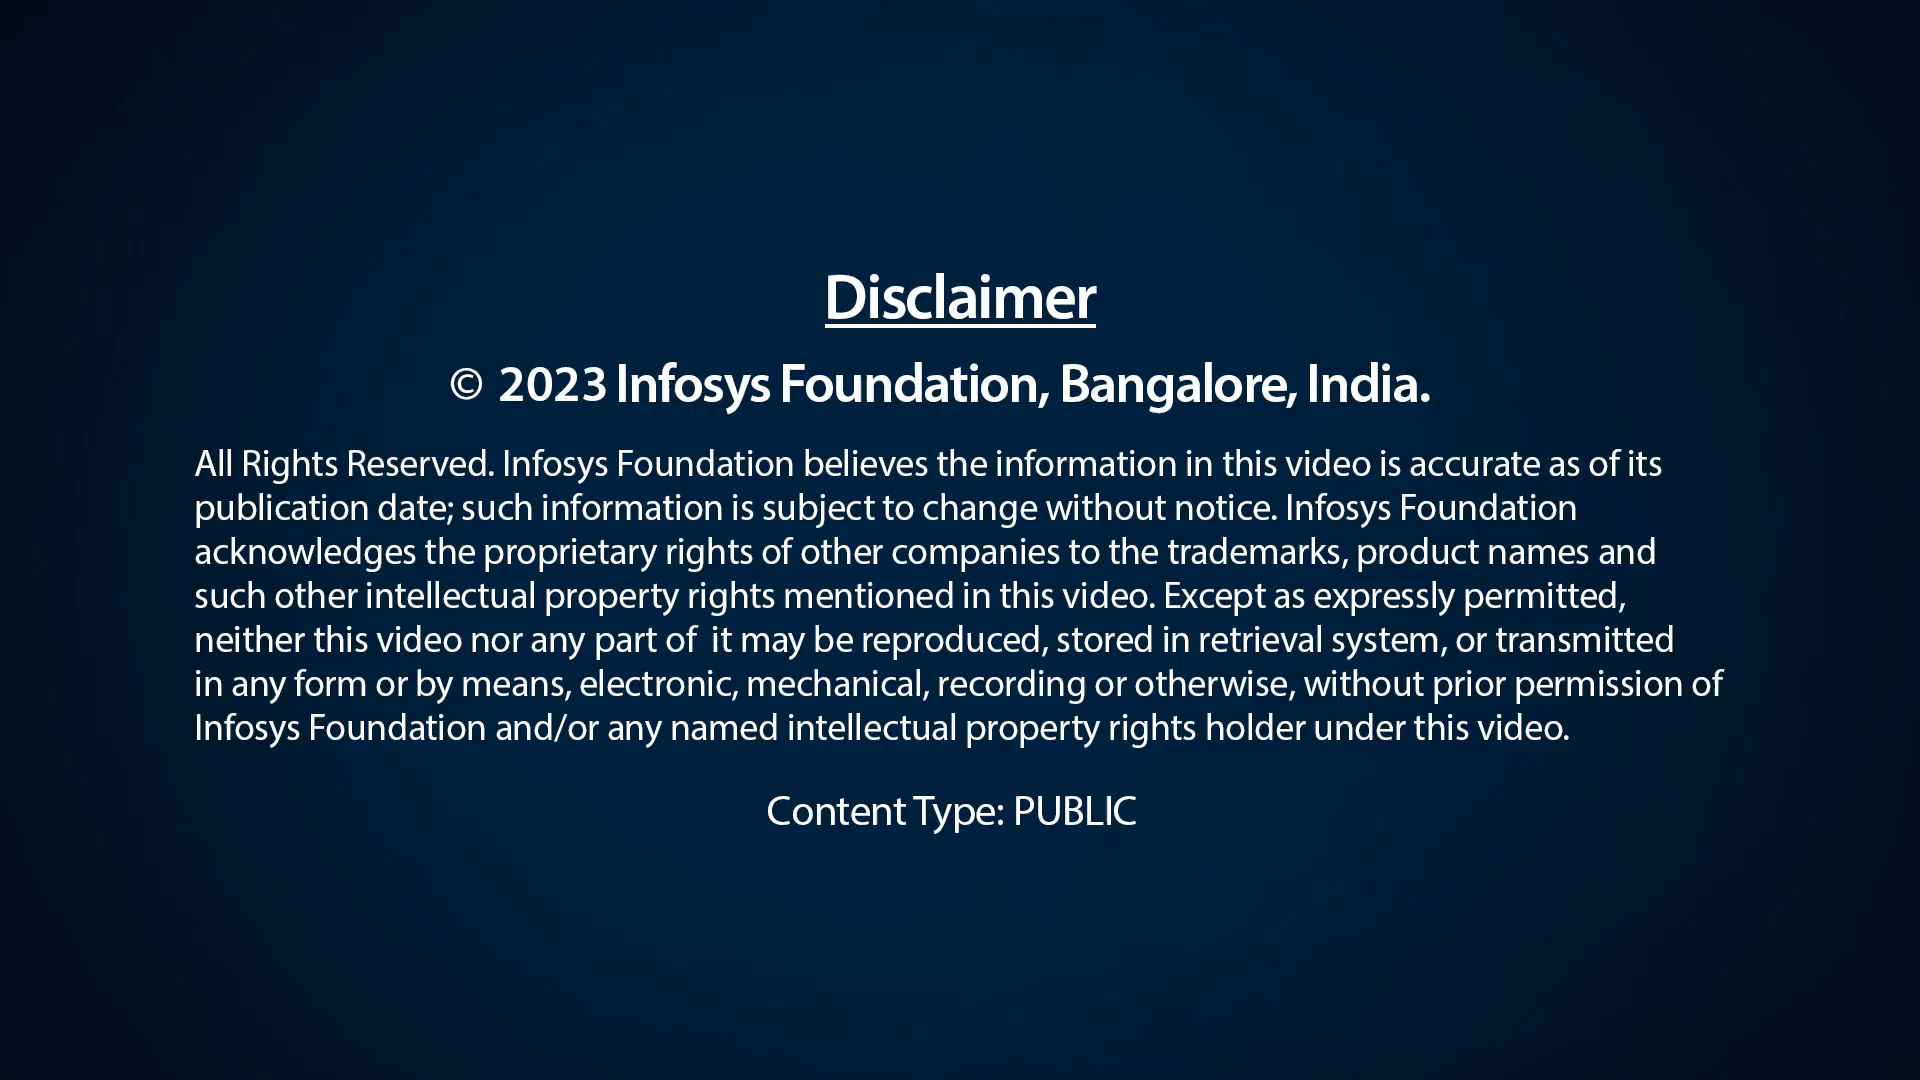 Disclaimer
© 2023 Infosys Foundation, Bangalore, India.
All Rights Reserved. Infosys Foundation believes the information in this video is accurate as of its
publication date; such information is subject to change without notice. Infosys Foundation
acknowledges the proprietary rights of other companies to the trademarks, product names and
such other intellectual property rights mentioned in this video. Except as expressly permitted,
neither this video nor any part of  it may be reproduced, stored in retrieval system, or transmitted
in any form or by means, electronic, mechanical, recording or otherwise, without prior permission of
Infosys Foundation and/or any named intellectual property rights holder under this video.
Content Type: PUBLIC